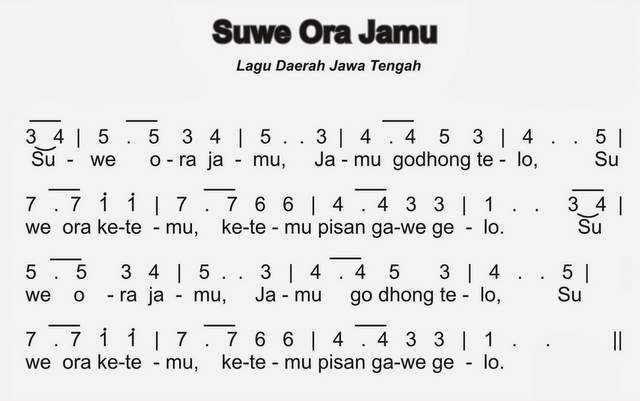 Suwe Ora Jamu
Lagu Daerah Jawa Tengah
3 4 | 5 . 5 3 4 | 5 . . 3 | 4 . 4 5 3 | 4 . . 5 |
Su - we o - ra ja - mu, Ja - mu godhong te - lo, Su
7 . 7 1̇ 1̇ | 7 . 7 6 6 | 4 . 4 3 3 | 1 . . 3 4 |
we ora ke-te - mu, ke-te - mu pisan ga-we ge - lo. Su
5 . 5 3 4 | 5 . . 3 | 4 . 4 5 3 | 4 . . 5 |
we o - ra ja - mu, Ja - mu go dhong te - lo, Su
7 . 7 1̇ 1̇ | 7 . 7 6 6 | 4 . 4 3 3 | 1 . . ||
we ora ke-te - mu, ke-te - mu pisan ga-we ge - lo.